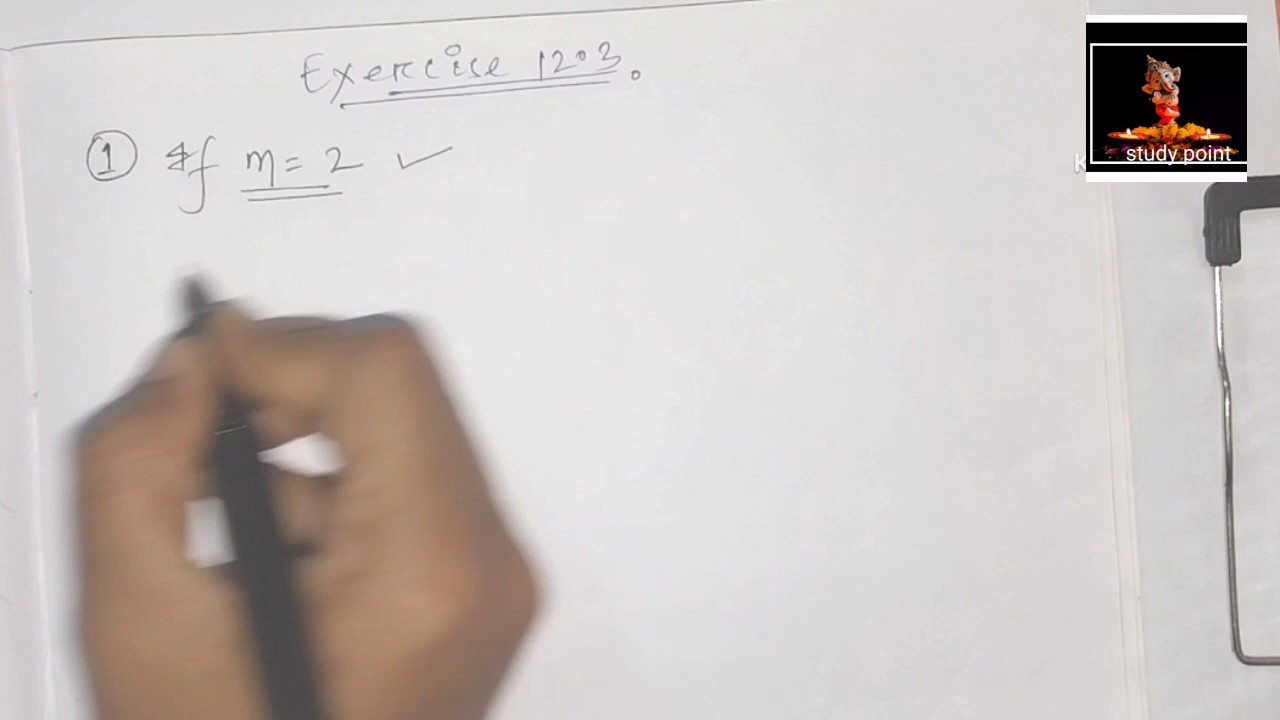 Exercise 12.3.
① If m = 2 ✓
study point
K